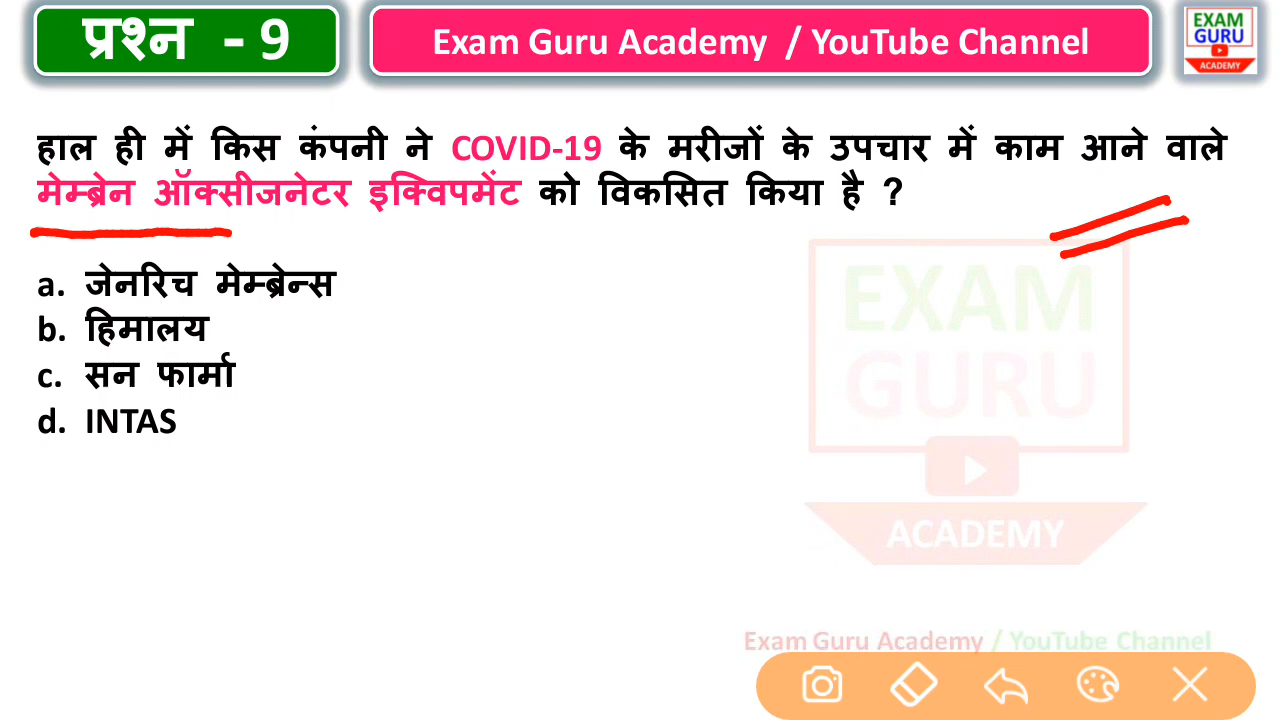 प्रश्न - 9
Exam Guru Academy / YouTube Channel
EXAM
GURU
ACADEMY
हाल ही में किस कंपनी ने COVID-19 के मरीजों के उपचार में काम आने वाले
मेम्ब्रेन ऑक्सीजनेटर इक्विपमेंट को विकसित किया है ?
a. जेनरिच मेम्ब्रेन्स
b. हिमालय
c. सन फार्मा
d. INTAS
EXAM
GURU
ACADEMY
Exam Guru Academy / YouTube Channel